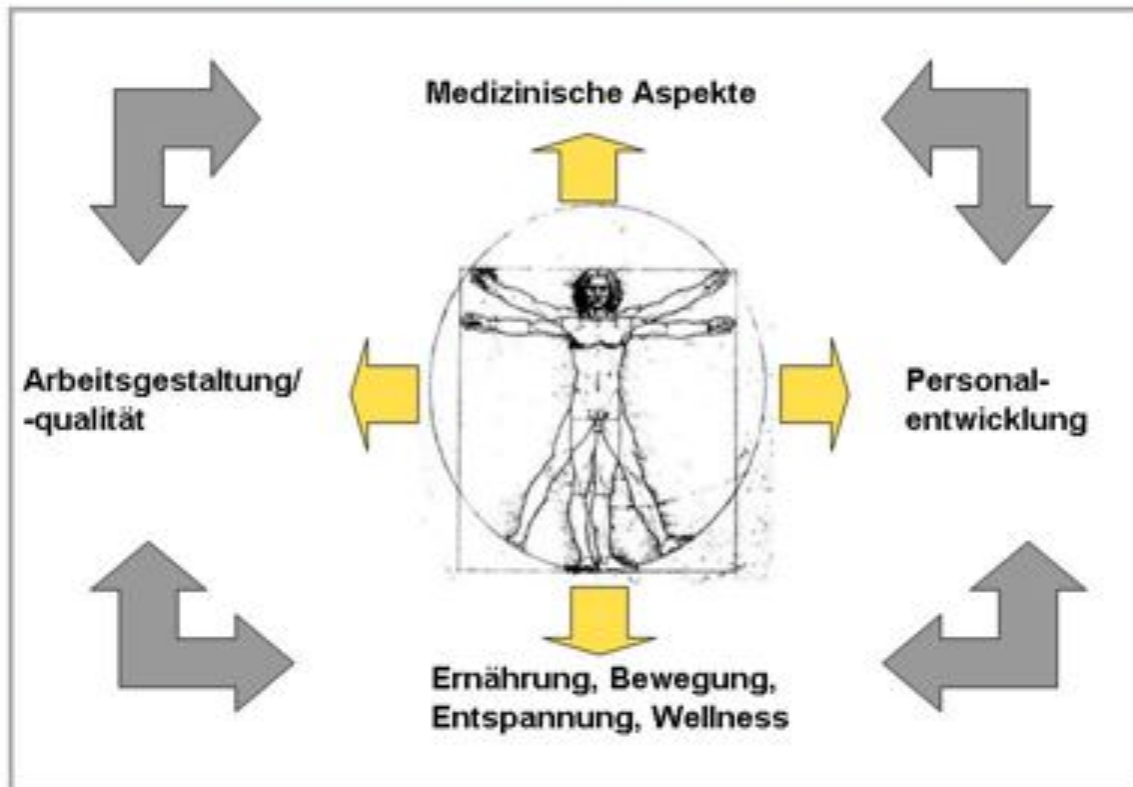 Medizinische Aspekte
Arbeitsgestaltung/
-qualität
Personal-
entwicklung
Ernährung, Bewegung,
Entspannung, Wellness